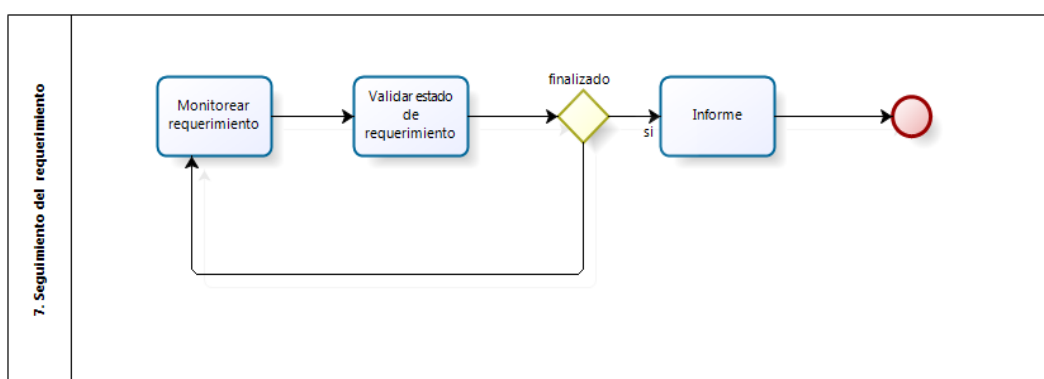 7. Seguimiento del requerimiento
Monitorear
requerimiento
Validar estado
de
requerimiento
finalizado
si
Informe